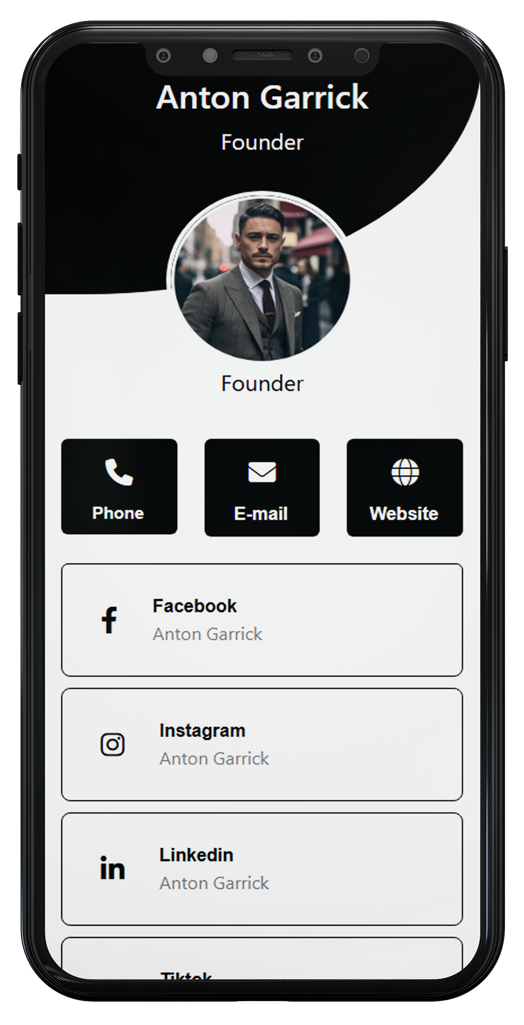 Anton Garrick
Founder
Founder
Phone
E-mail
Website
Facebook
Anton Garrick
Instagram
Anton Garrick
Linkedin
Anton Garrick
Tiktok